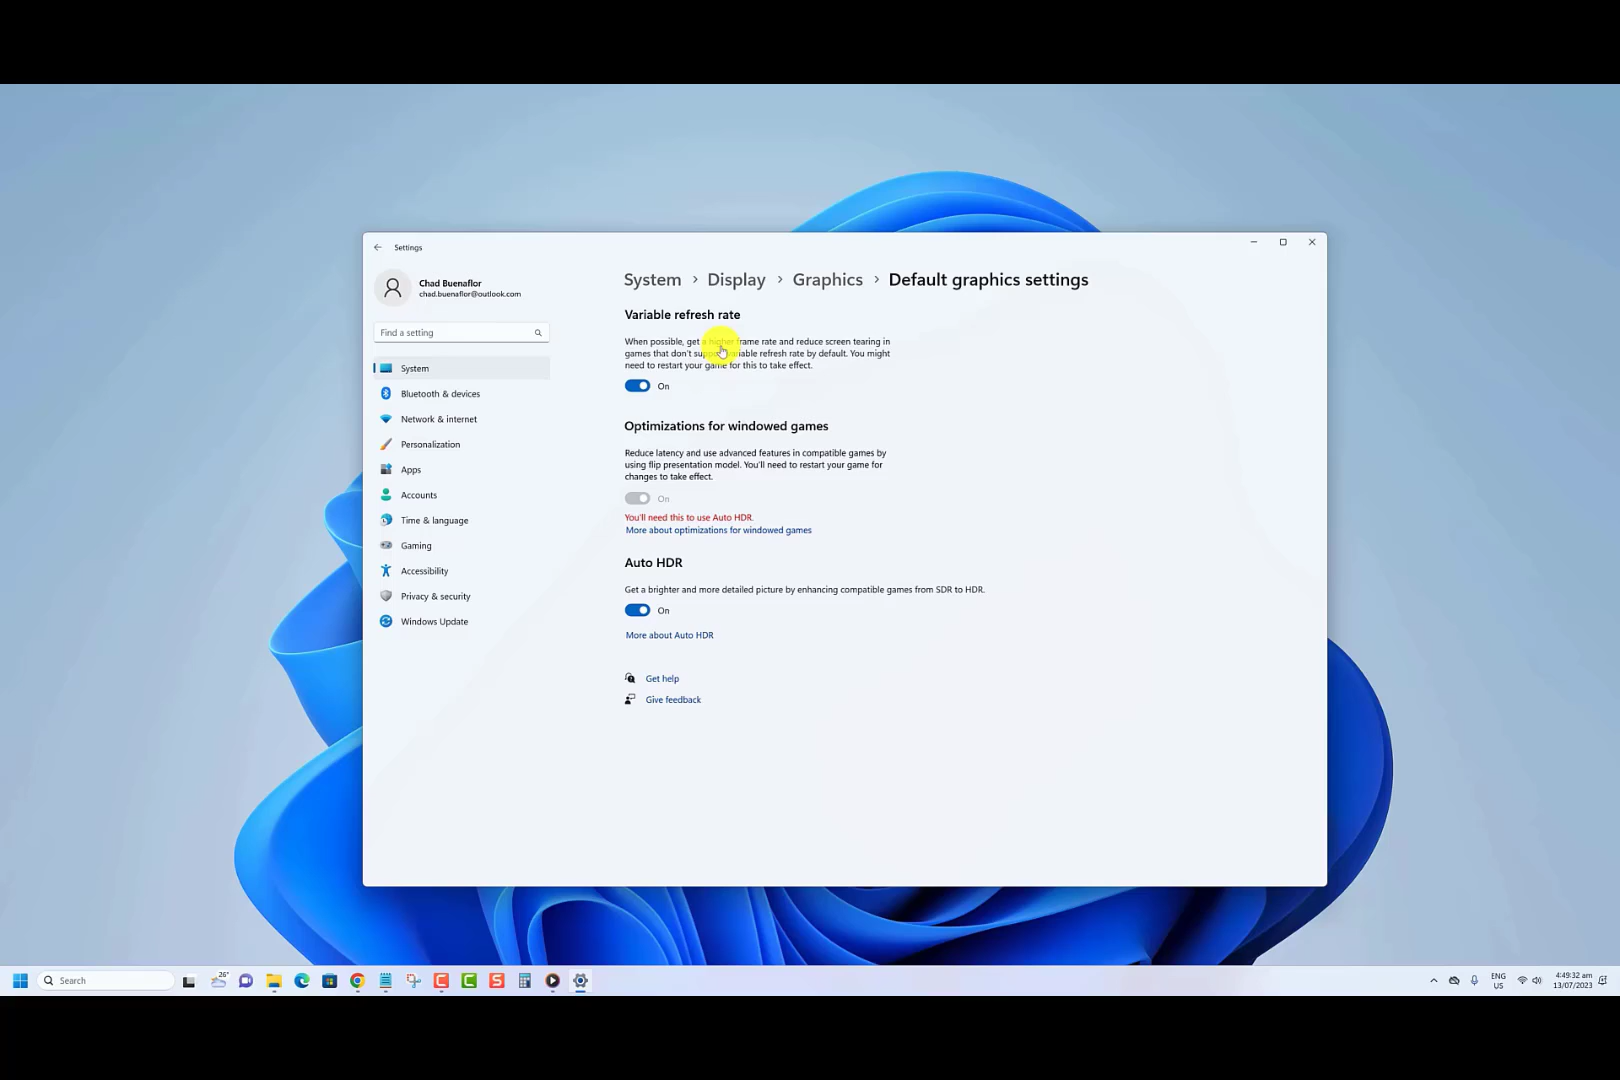 Settings
Chad Buenaflor
chad.buenaflor@outlook.com
Find a setting
System
Bluetooth & devices
Network & internet
Personalization
Apps
Accounts
Time & language
Gaming
Accessibility
Privacy & security
Windows Update
System > Display > Graphics > Default graphics settings
Variable refresh rate
When possible, get a higher frame rate and reduce screen tearing in
games that don't support variable refresh rate by default. You might
need to restart your game for this to take effect.
On
Optimizations for windowed games
Reduce latency and use advanced features in compatible games by
using flip presentation model. You'll need to restart your game for
changes to take effect.
On
You'll need this to use Auto HDR.
More about optimizations for windowed games
Auto HDR
Get a brighter and more detailed picture by enhancing compatible games from SDR to HDR.
On
More about Auto HDR
Get help
Give feedback
Search
26°
ENG
US
4:49:32 am
13/07/2023